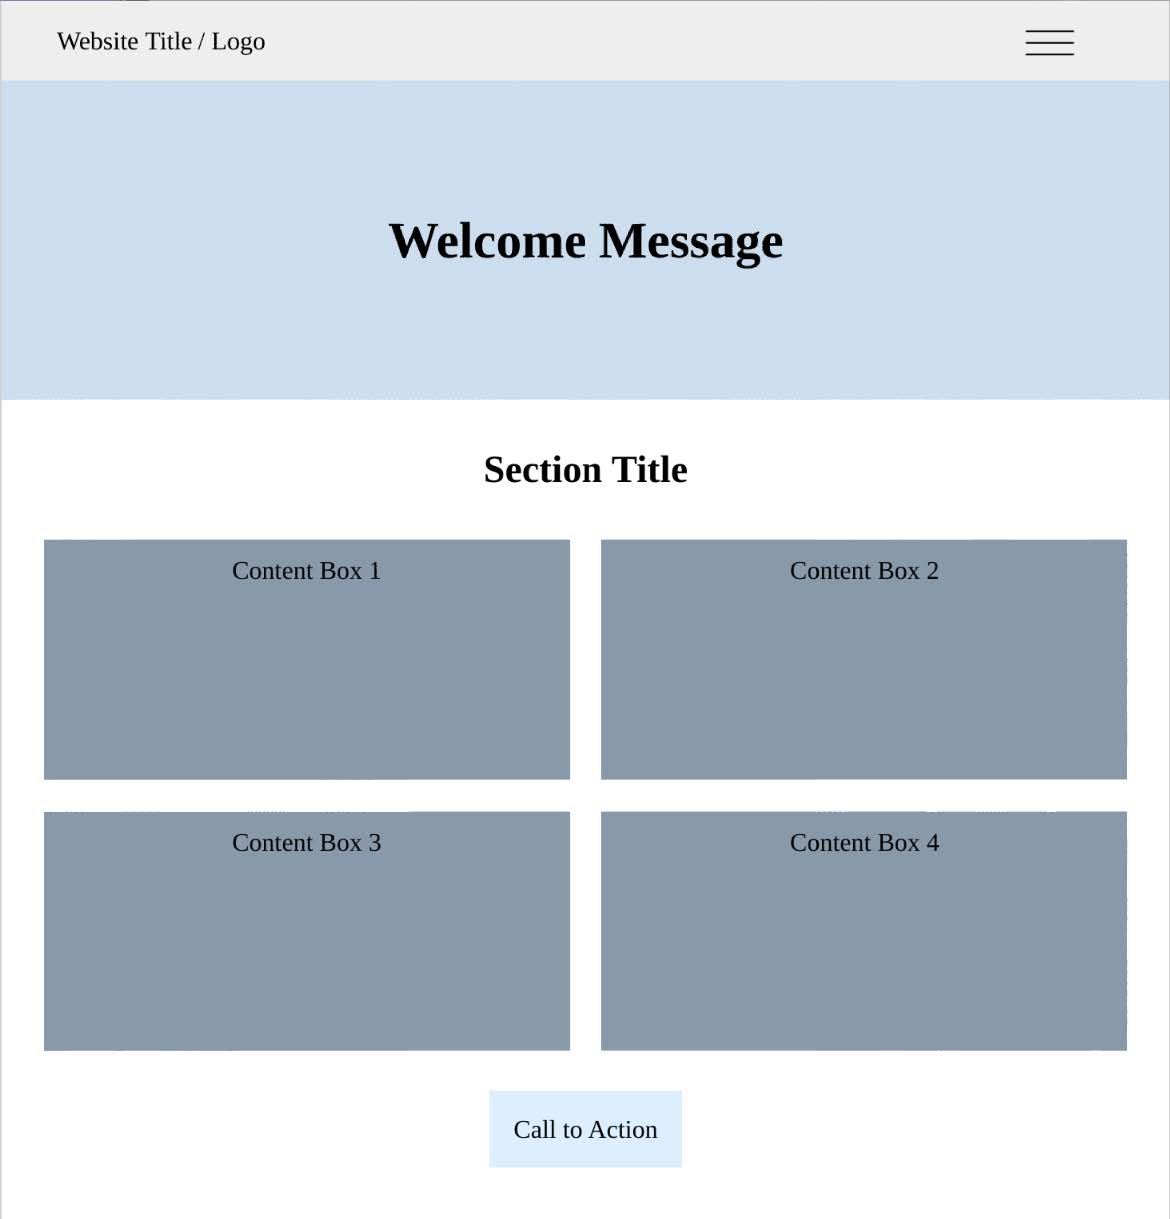 Website Title / Logo
Welcome Message
Section Title
Content Box 1
Content Box 2
Content Box 3
Content Box 4
Call to Action